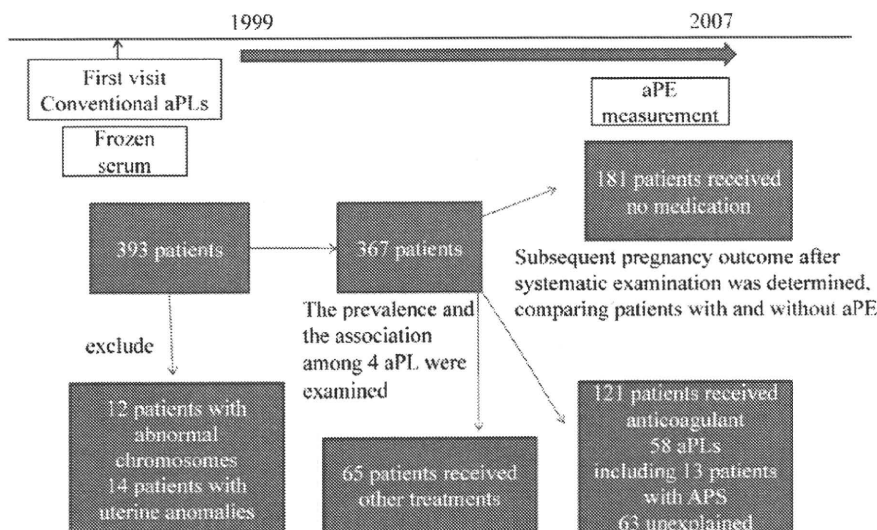 1999
2007
First visit
Conventional aPLs
Frozen
serum
aPE
measurement
181 patients received
no medication
393 patients
367 patients
Subsequent pregnancy outcome after
systematic examination was determined,
comparing patients with and without aPE
The prevalence and
the association
among 4 aPL were
examined
exclude
12 patients with
abnormal
chromosomes
14 patients with
uterine anomalies
65 patients received
other treatments
121 patients received
anticoagulant
58 aPLs
including 13 patients
with APS
63 unexplained